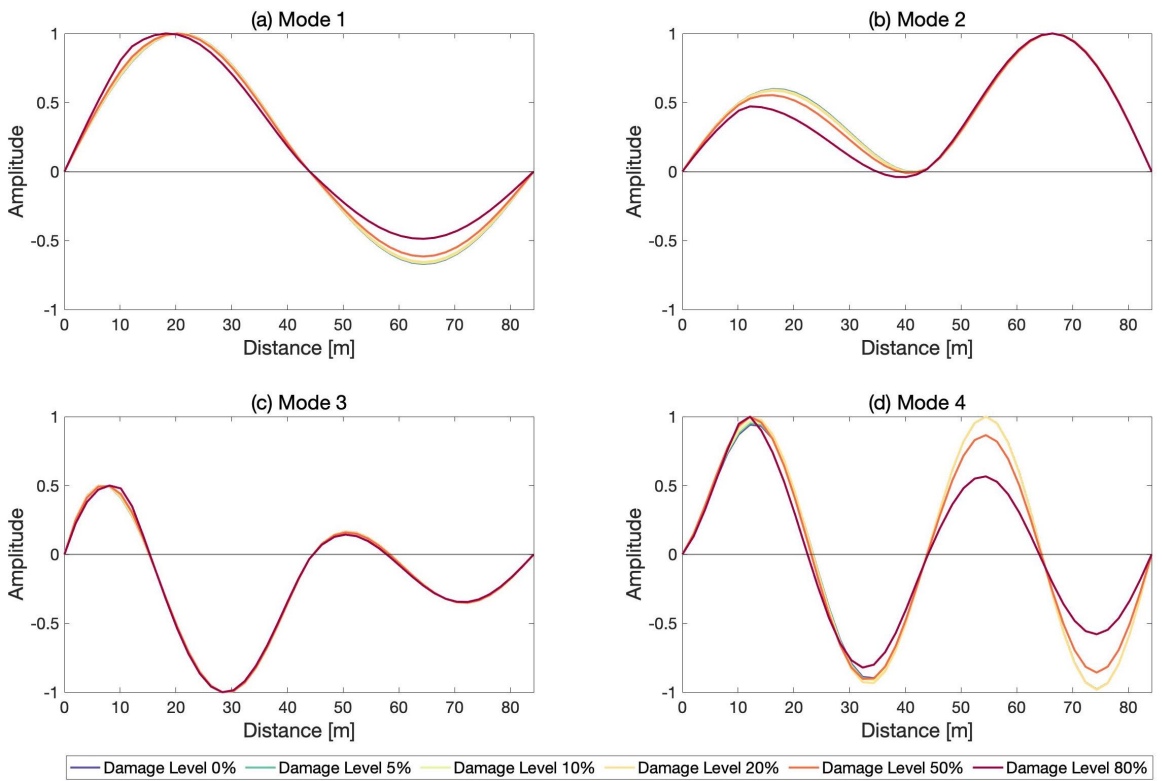 (a) Mode 1
1
0.5
0
-0.5
-1
Amplitude
0 10 20 30 40 50 60 70 80
Distance [m]
(b) Mode 2
1
0.5
0
-0.5
-1
Amplitude
0 10 20 30 40 50 60 70 80
Distance [m]
(c) Mode 3
1
0.5
0
-0.5
-1
Amplitude
0 10 20 30 40 50 60 70 80
Distance [m]
(d) Mode 4
1
0.5
0
-0.5
-1
Amplitude
0 10 20 30 40 50 60 70 80
Distance [m]
Damage Level 0% Damage Level 5% Damage Level 10% Damage Level 20% Damage Level 50% Damage Level 80%